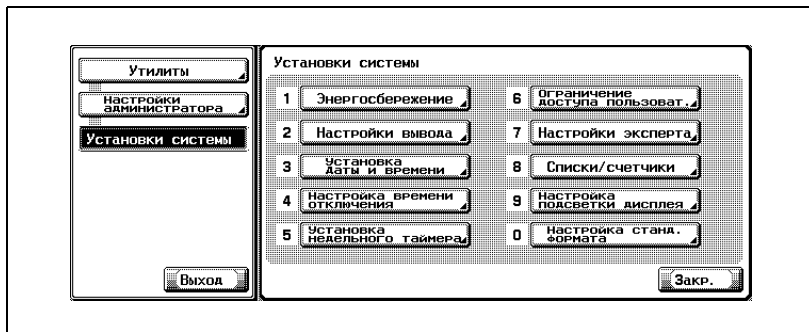 Утилиты
Настройки
администратора
Установки системы
Выход
Установки системы
1 Энергосбережение
2 Настройки вывода
3 Установка
даты и времени
4 Настройка времени
отключения
5 Установка
недельного таймера
6 Ограничение
доступа пользоват.
7 Настройки эксперта
8 Списки/счетчики
9 Настройка
подсветки дисплея
0 Настройка станд.
формата
Закр.